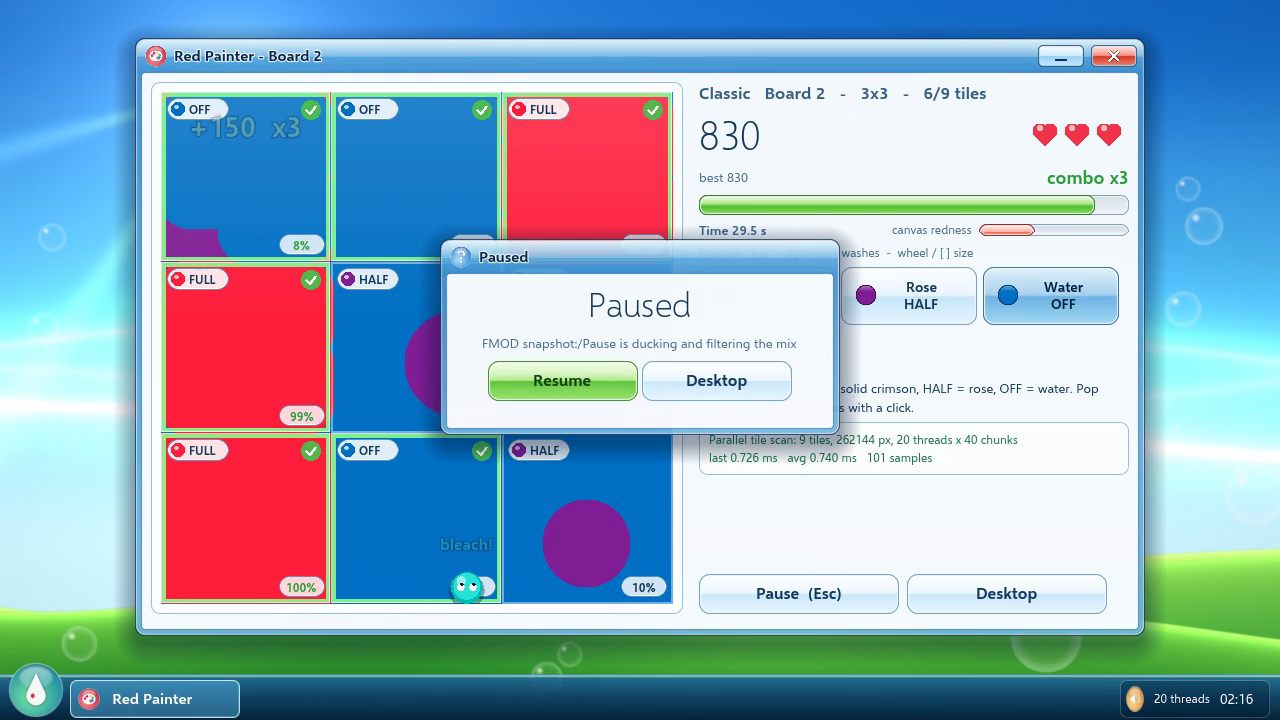 Red Painter - Board 2
OFF
OFF
FULL
+150 x3
8%
FULL
HALF
99%
FULL
OFF
HALF
bleach!
100%
10%
Classic Board 2 - 3x3 - 6/9 tiles
830
best 830
combo x3
Time 29.5 s
canvas redness
washes - wheel / [ ] size
Rose
HALF
Water
OFF
solid crimson, HALF = rose, OFF = water. Pop
with a click.
Parallel tile scan: 9 tiles, 262144 px, 20 threads x 40 chunks
last 0.726 ms avg 0.740 ms 101 samples
Pause (Esc)
Desktop
Paused
Paused
FMOD snapshot:/Pause is ducking and filtering the mix
Resume
Desktop
Red Painter
20 threads
02:16